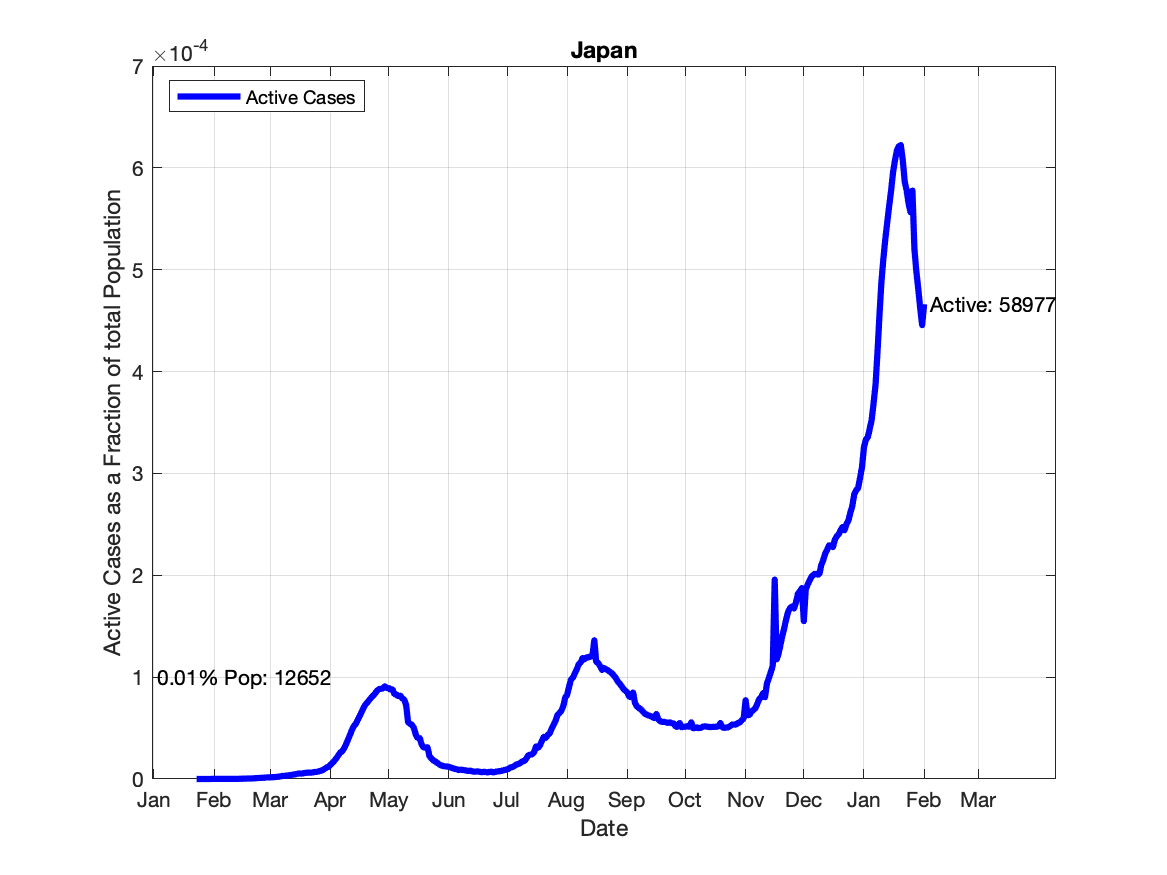 Japan
×10-4
7
6
5
4
3
2
1
0
Active Cases
Active: 58977
0.01% Pop: 12652
Active Cases as a Fraction of total Population
Jan Feb Mar Apr May Jun Jul Aug Sep Oct Nov Dec Jan Feb Mar
Date